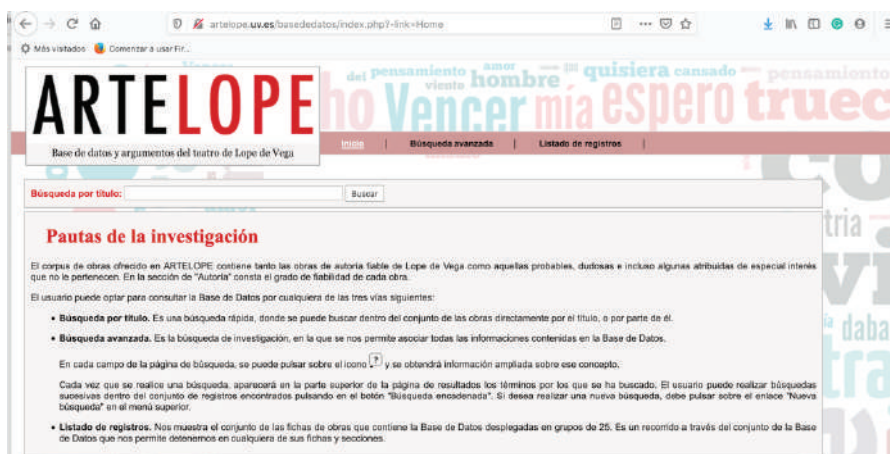 artelope.uv.es/basededatos/index.php?-link=Home
Más visitados Comenzar a usar Fir...
del pensamiento amor hombre que quisiera cansado pensamiento
viento
ho Vencer mía espero truec
ARTELOPE
Base de datos y argumentos del teatro de Lope de Vega
Inicio | Búsqueda avanzada | Listado de registros |
Búsqueda por título: Buscar
Pautas de la investigación
El corpus de obras ofrecido en ARTELOPE contiene tanto las obras de autoría fiable de Lope de Vega como aquellas probables, dudosas e incluso algunas atribuidas de especial interés
que no le pertenecen. En la sección de "Autoría" consta el grado de fiabilidad de cada obra.
El usuario puede optar para consultar la Base de Datos por cualquiera de las tres vías siguientes:
• Búsqueda por título. Es una búsqueda rápida, donde se puede buscar dentro del conjunto de las obras directamente por el título, o por parte de él.
• Búsqueda avanzada. Es la búsqueda de investigación, en la que se nos permite asociar todas las informaciones contenidas en la Base de Datos.
En cada campo de la página de búsqueda, se puede pulsar sobre el icono ? y se obtendrá información ampliada sobre ese concepto.
Cada vez que se realice una búsqueda, aparecerá en la parte superior de la página de resultados los términos por los que se ha buscado. El usuario puede realizar búsquedas
sucesivas dentro del conjunto de registros encontrados pulsando en el botón "Búsqueda encadenada". Si desea realizar una nueva búsqueda, debe pulsar sobre el enlace "Nueva
búsqueda" en el menú superior.
• Listado de registros. Nos muestra el conjunto de las fichas de obras que contiene la Base de Datos desplegadas en grupos de 25. Es un recorrido a través del conjunto de la Base
de Datos que nos permite detenernos en cualquiera de sus fichas y secciones.
tria
daba